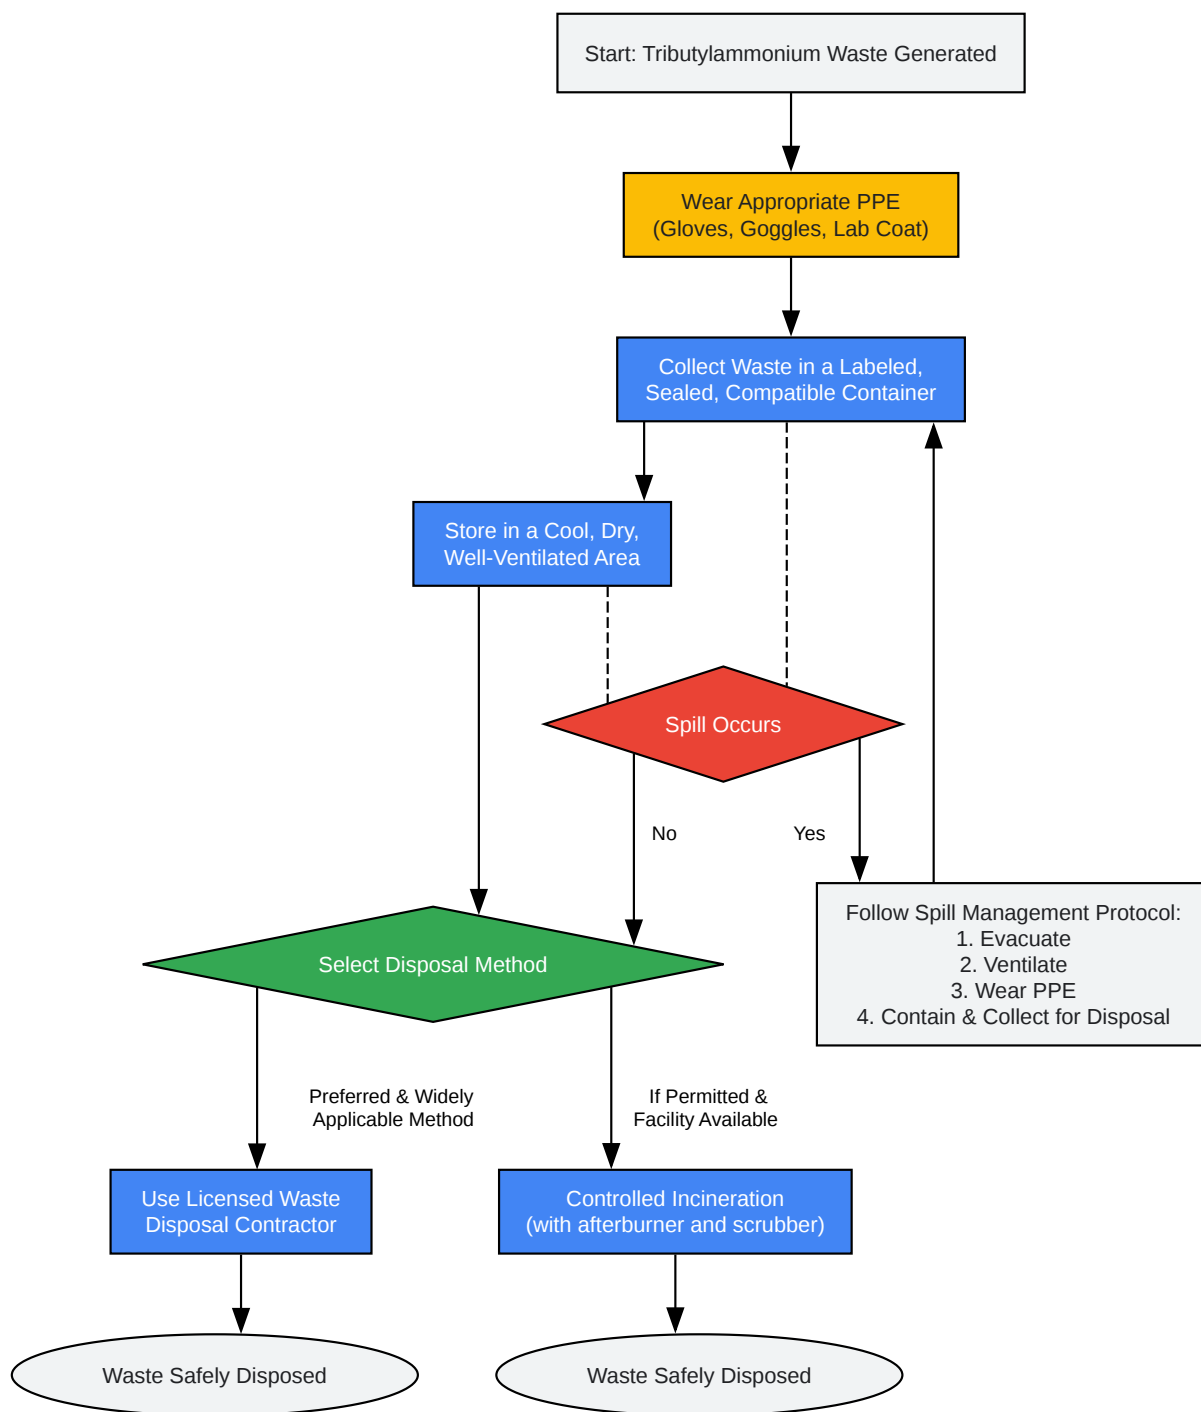 Start: Tributylammonium Waste Generated
Wear Appropriate PPE
(Gloves, Goggles, Lab Coat)
Collect Waste in a Labeled,
Sealed, Compatible Container
Store in a Cool, Dry,
Well-Ventilated Area
Spill Occurs
No
Yes
Follow Spill Management Protocol:
1. Evacuate
2. Ventilate
3. Wear PPE
4. Contain & Collect for Disposal
Select Disposal Method
Preferred & Widely
Applicable Method
If Permitted &
Facility Available
Use Licensed Waste
Disposal Contractor
Controlled Incineration
(with afterburner and scrubber)
Waste Safely Disposed
Waste Safely Disposed